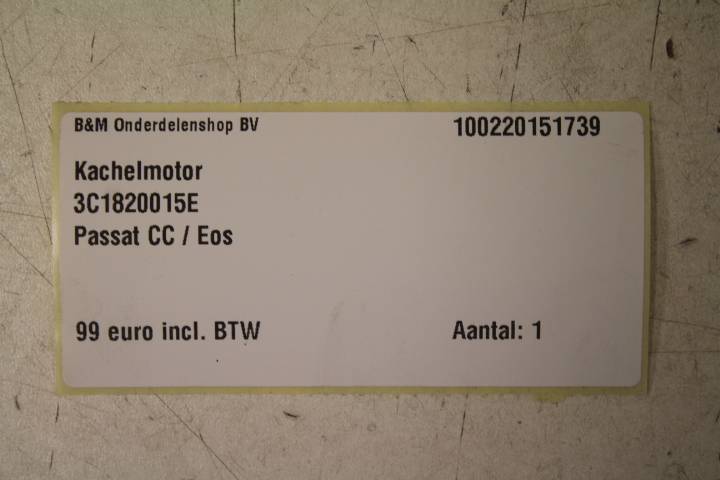 B&M Onderdelenshop BV 100220151739
Kachelmotor
3C1820015E
Passat CC / Eos
99 euro incl. BTW Aantal: 1